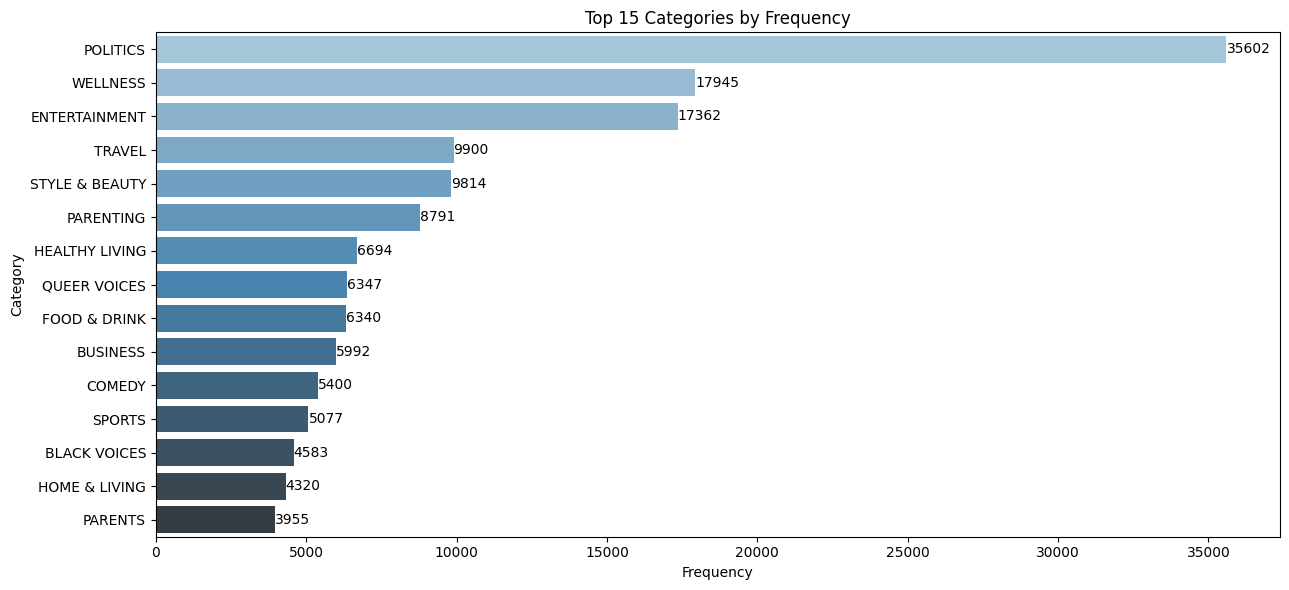 Top 15 Categories by Frequency
Category
POLITICS 35602
WELLNESS 17945
ENTERTAINMENT 17362
TRAVEL 9900
STYLE & BEAUTY 9814
PARENTING 8791
HEALTHY LIVING 6694
QUEER VOICES 6347
FOOD & DRINK 6340
BUSINESS 5992
COMEDY 5400
SPORTS 5077
BLACK VOICES 4583
HOME & LIVING 4320
PARENTS 3955
0 5000 10000 15000 20000 25000 30000 35000
Frequency